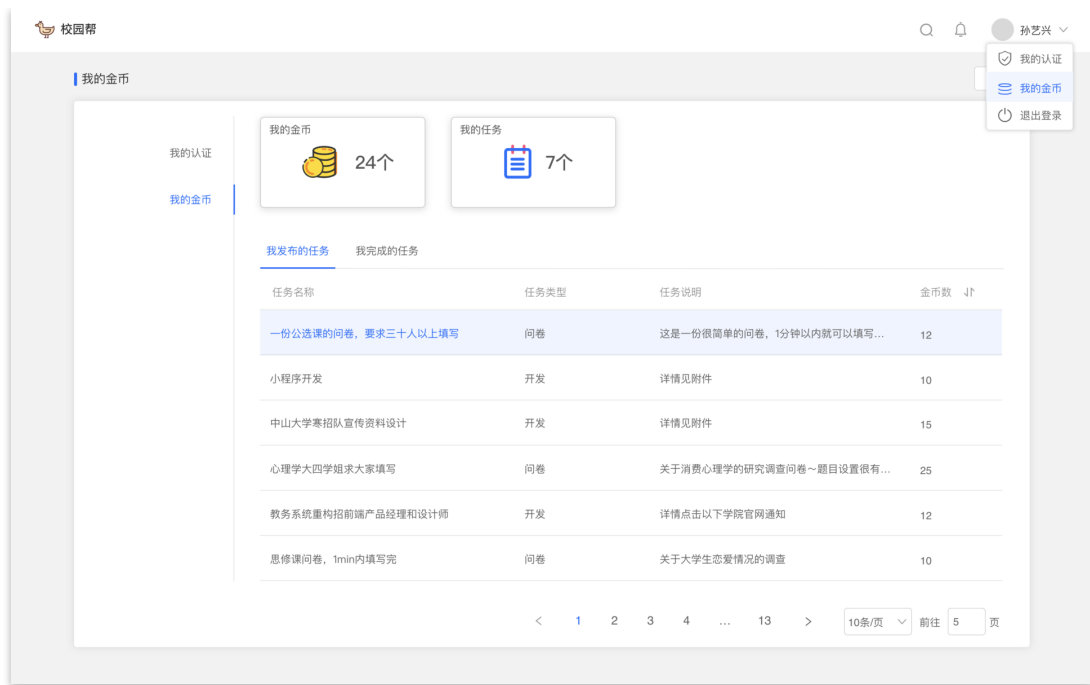 校园帮
孙艺兴
我的认证
我的金币
退出登录
我的金币
我的认证
我的金币
我的金币
24个
我的任务
7个
我发布的任务 我完成的任务
任务名称 任务类型 任务说明 金币数
一份公选课的问卷，要求三十人以上填写 问卷 这是一份很简单的问卷，1分钟以内就可以填写... 12
小程序开发 开发 详情见附件 10
中山大学寒招队宣传资料设计 开发 详情见附件 15
心理学大四学姐求大家填写 问卷 关于消费心理学的研究调查问卷～题目设置很有... 25
教务系统重构招前端产品经理和设计师 开发 详情点击以下学院官网通知 12
思修课问卷，1min内填写完 问卷 关于大学生恋爱情况的调查 10
< 1 2 3 4 ... 13 > 10条/页 前往 5 页